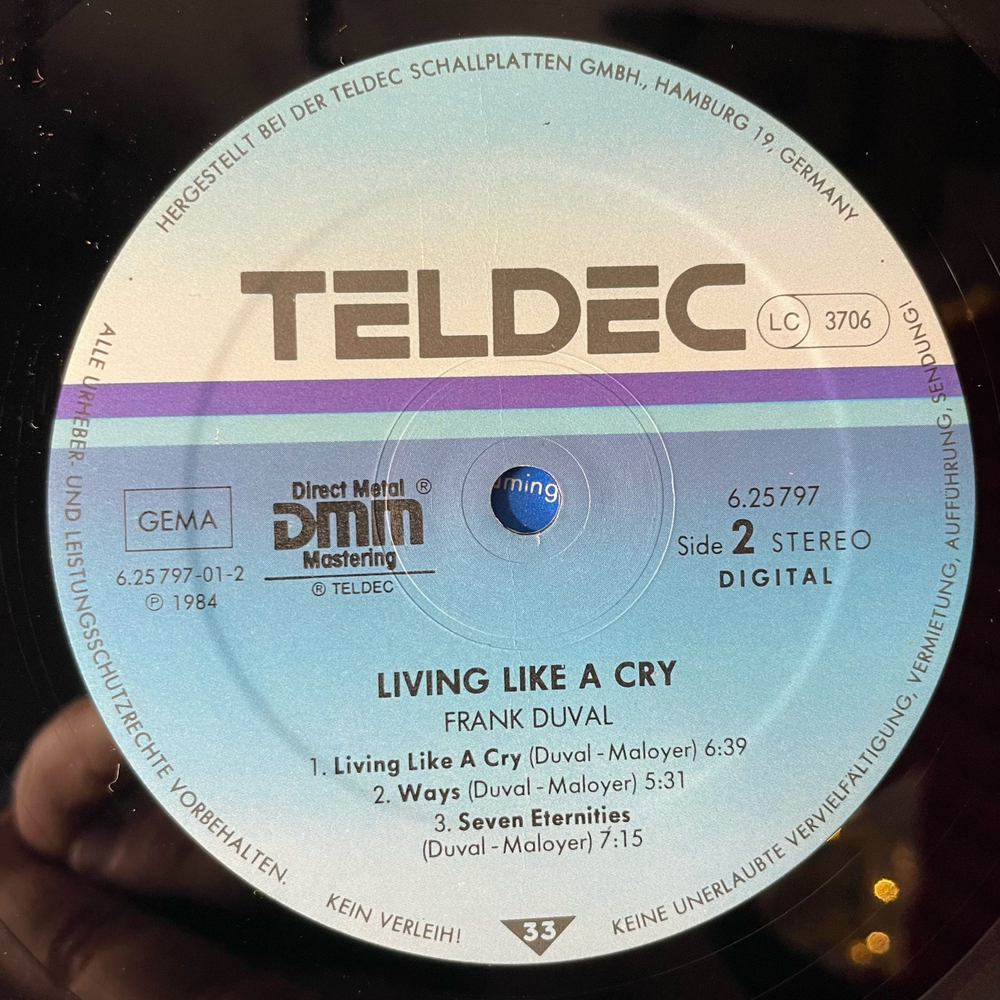 HERGESTELLT BEI DER TELDEC SCHALLPLATTEN GMBH., HAMBURG 19, GERMANY
TELDEC
LC 3706
ming
GEMA
6.25797-01-2
Ⓟ 1984
Direct Metal ®
DMM
Mastering
® TELDEC
6.25797
Side 2 STEREO
DIGITAL
LIVING LIKE A CRY
FRANK DUVAL
1. Living Like A Cry (Duval-Maloyer) 6:39
2. Ways (Duval-Maloyer) 5:31
3. Seven Eternities
(Duval-Maloyer) 7:15
ALLE URHEBER- UND LEISTUNGSSCHUTZRECHTE VORBEHALTEN.
KEIN VERLEIH!
33
KEINE UNERLAUBTE VERVIELFÄLTIGUNG, VERMIETUNG, AUFFÜHRUNG, SENDUNG!